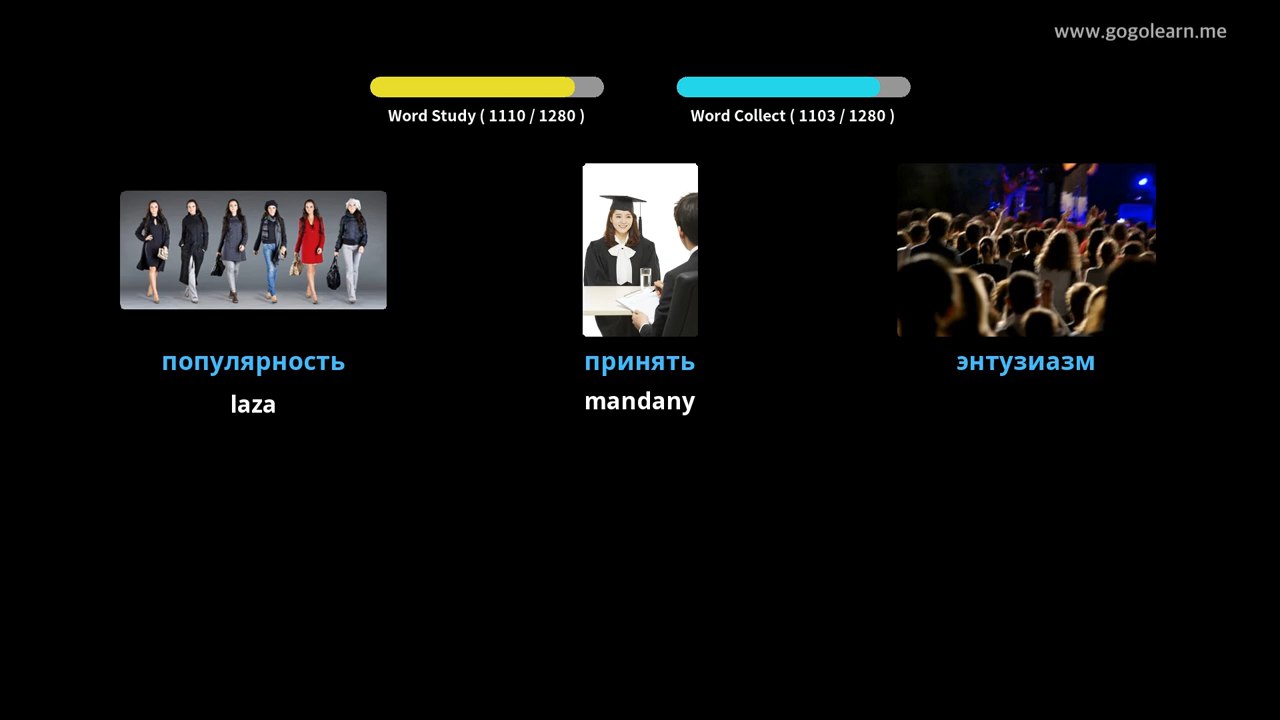 www.gogolearn.me
Word Study ( 1110 / 1280 )
Word Collect ( 1103 / 1280 )
популярность
принять
энтузиазм
laza
mandany